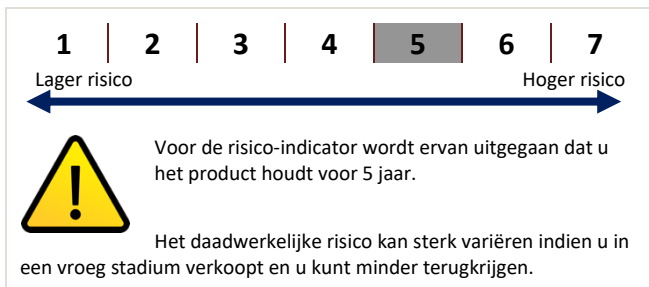 1 2 3 4 5 6 7
Lager risico Hoger risico
Voor de risico-indicator wordt ervan uitgegaan dat u
het product houdt voor 5 jaar.
Het daadwerkelijke risico kan sterk variëren indien u in
een vroeg stadium verkoopt en u kunt minder terugkrijgen.